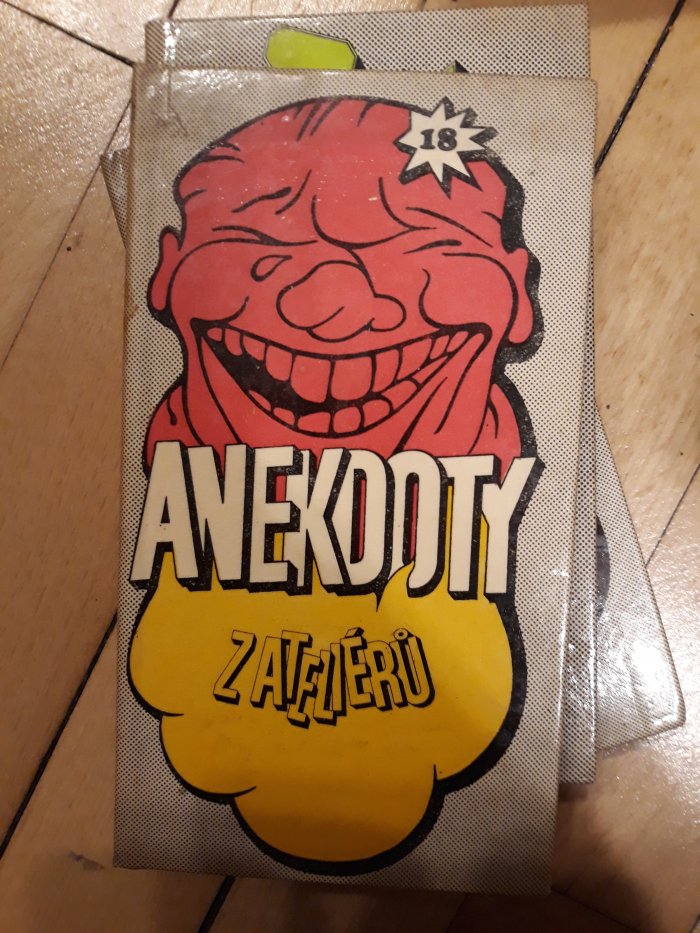 18
ANEKDOTY
Z ATELIÉRŮ